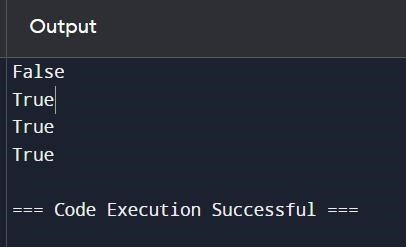 Output
False
True
True
True
=== Code Execution Successful ===